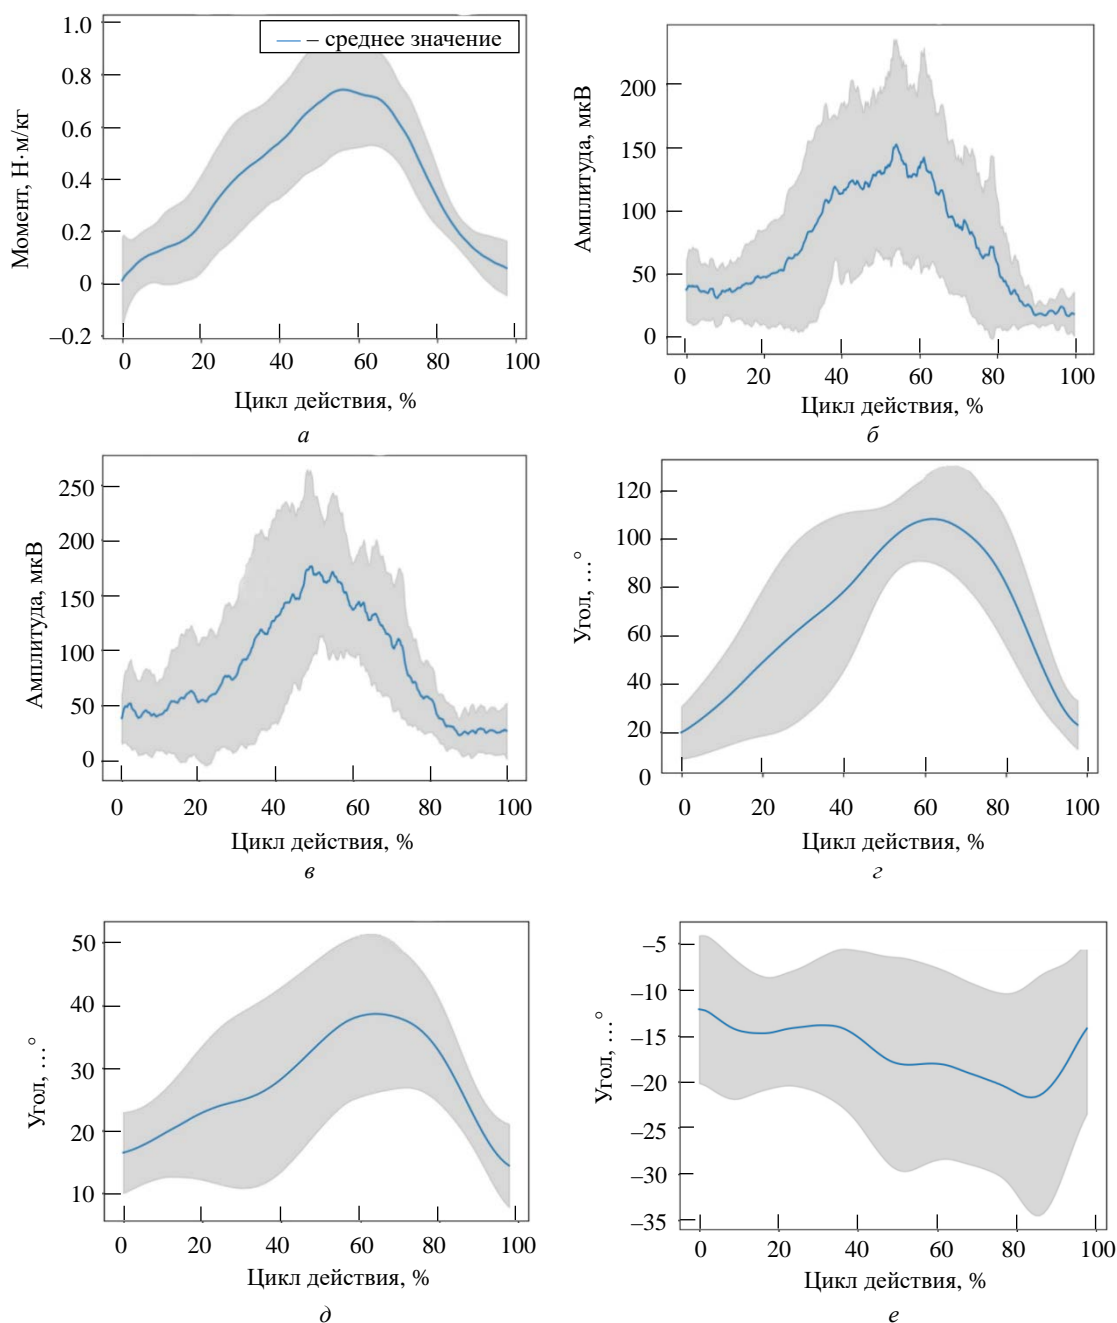 1.0
0.8
0.6
0.4
0.2
0
–0.2
Момент, Н·м/кг
– среднее значение
0 20 40 60 80 100
Цикл действия, %
а
200
150
100
50
0
Амплитуда, мкВ
0 20 40 60 80 100
Цикл действия, %
б
250
200
150
100
50
0
Амплитуда, мкВ
0 20 40 60 80 100
Цикл действия, %
в
120
100
80
60
40
20
0
Угол, …°
0 20 40 60 80 100
Цикл действия, %
г
50
40
30
20
10
Угол, …°
0 20 40 60 80 100
Цикл действия, %
д
–5
–10
–15
–20
–25
–30
–35
Угол, …°
0 20 40 60 80 100
Цикл действия, %
е